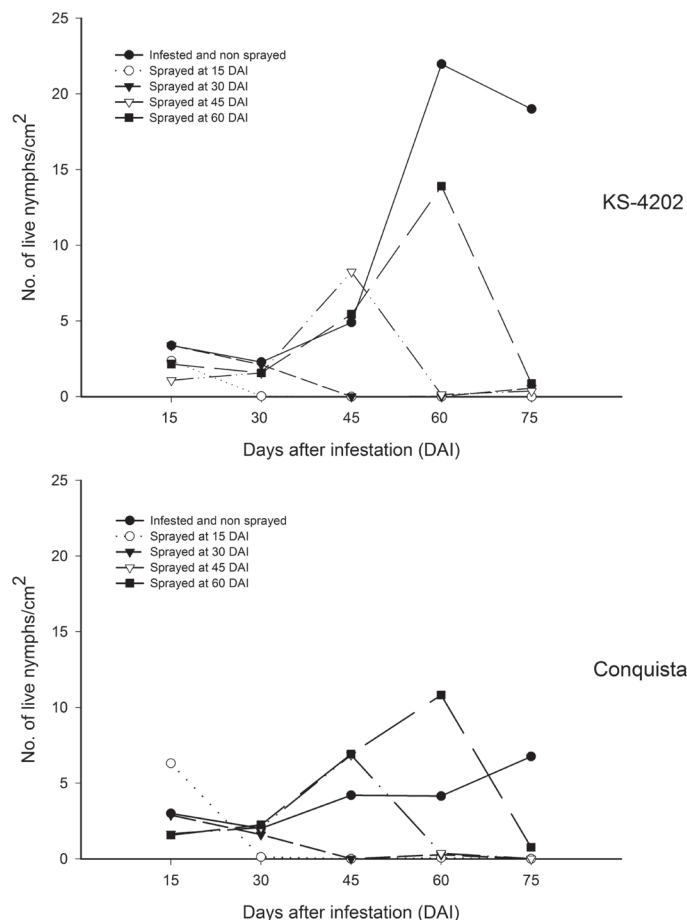 25
20
15
10
5
0
No. of live nymphs/cm2
Infested and non sprayed
Sprayed at 15 DAI
Sprayed at 30 DAI
Sprayed at 45 DAI
Sprayed at 60 DAI
KS-4202
15 30 45 60 75
Days after infestation (DAI)
25
20
15
10
5
0
No. of live nymphs/cm2
Infested and non sprayed
Sprayed at 15 DAI
Sprayed at 30 DAI
Sprayed at 45 DAI
Sprayed at 60 DAI
Conquista
15 30 45 60 75
Days after infestation (DAI)